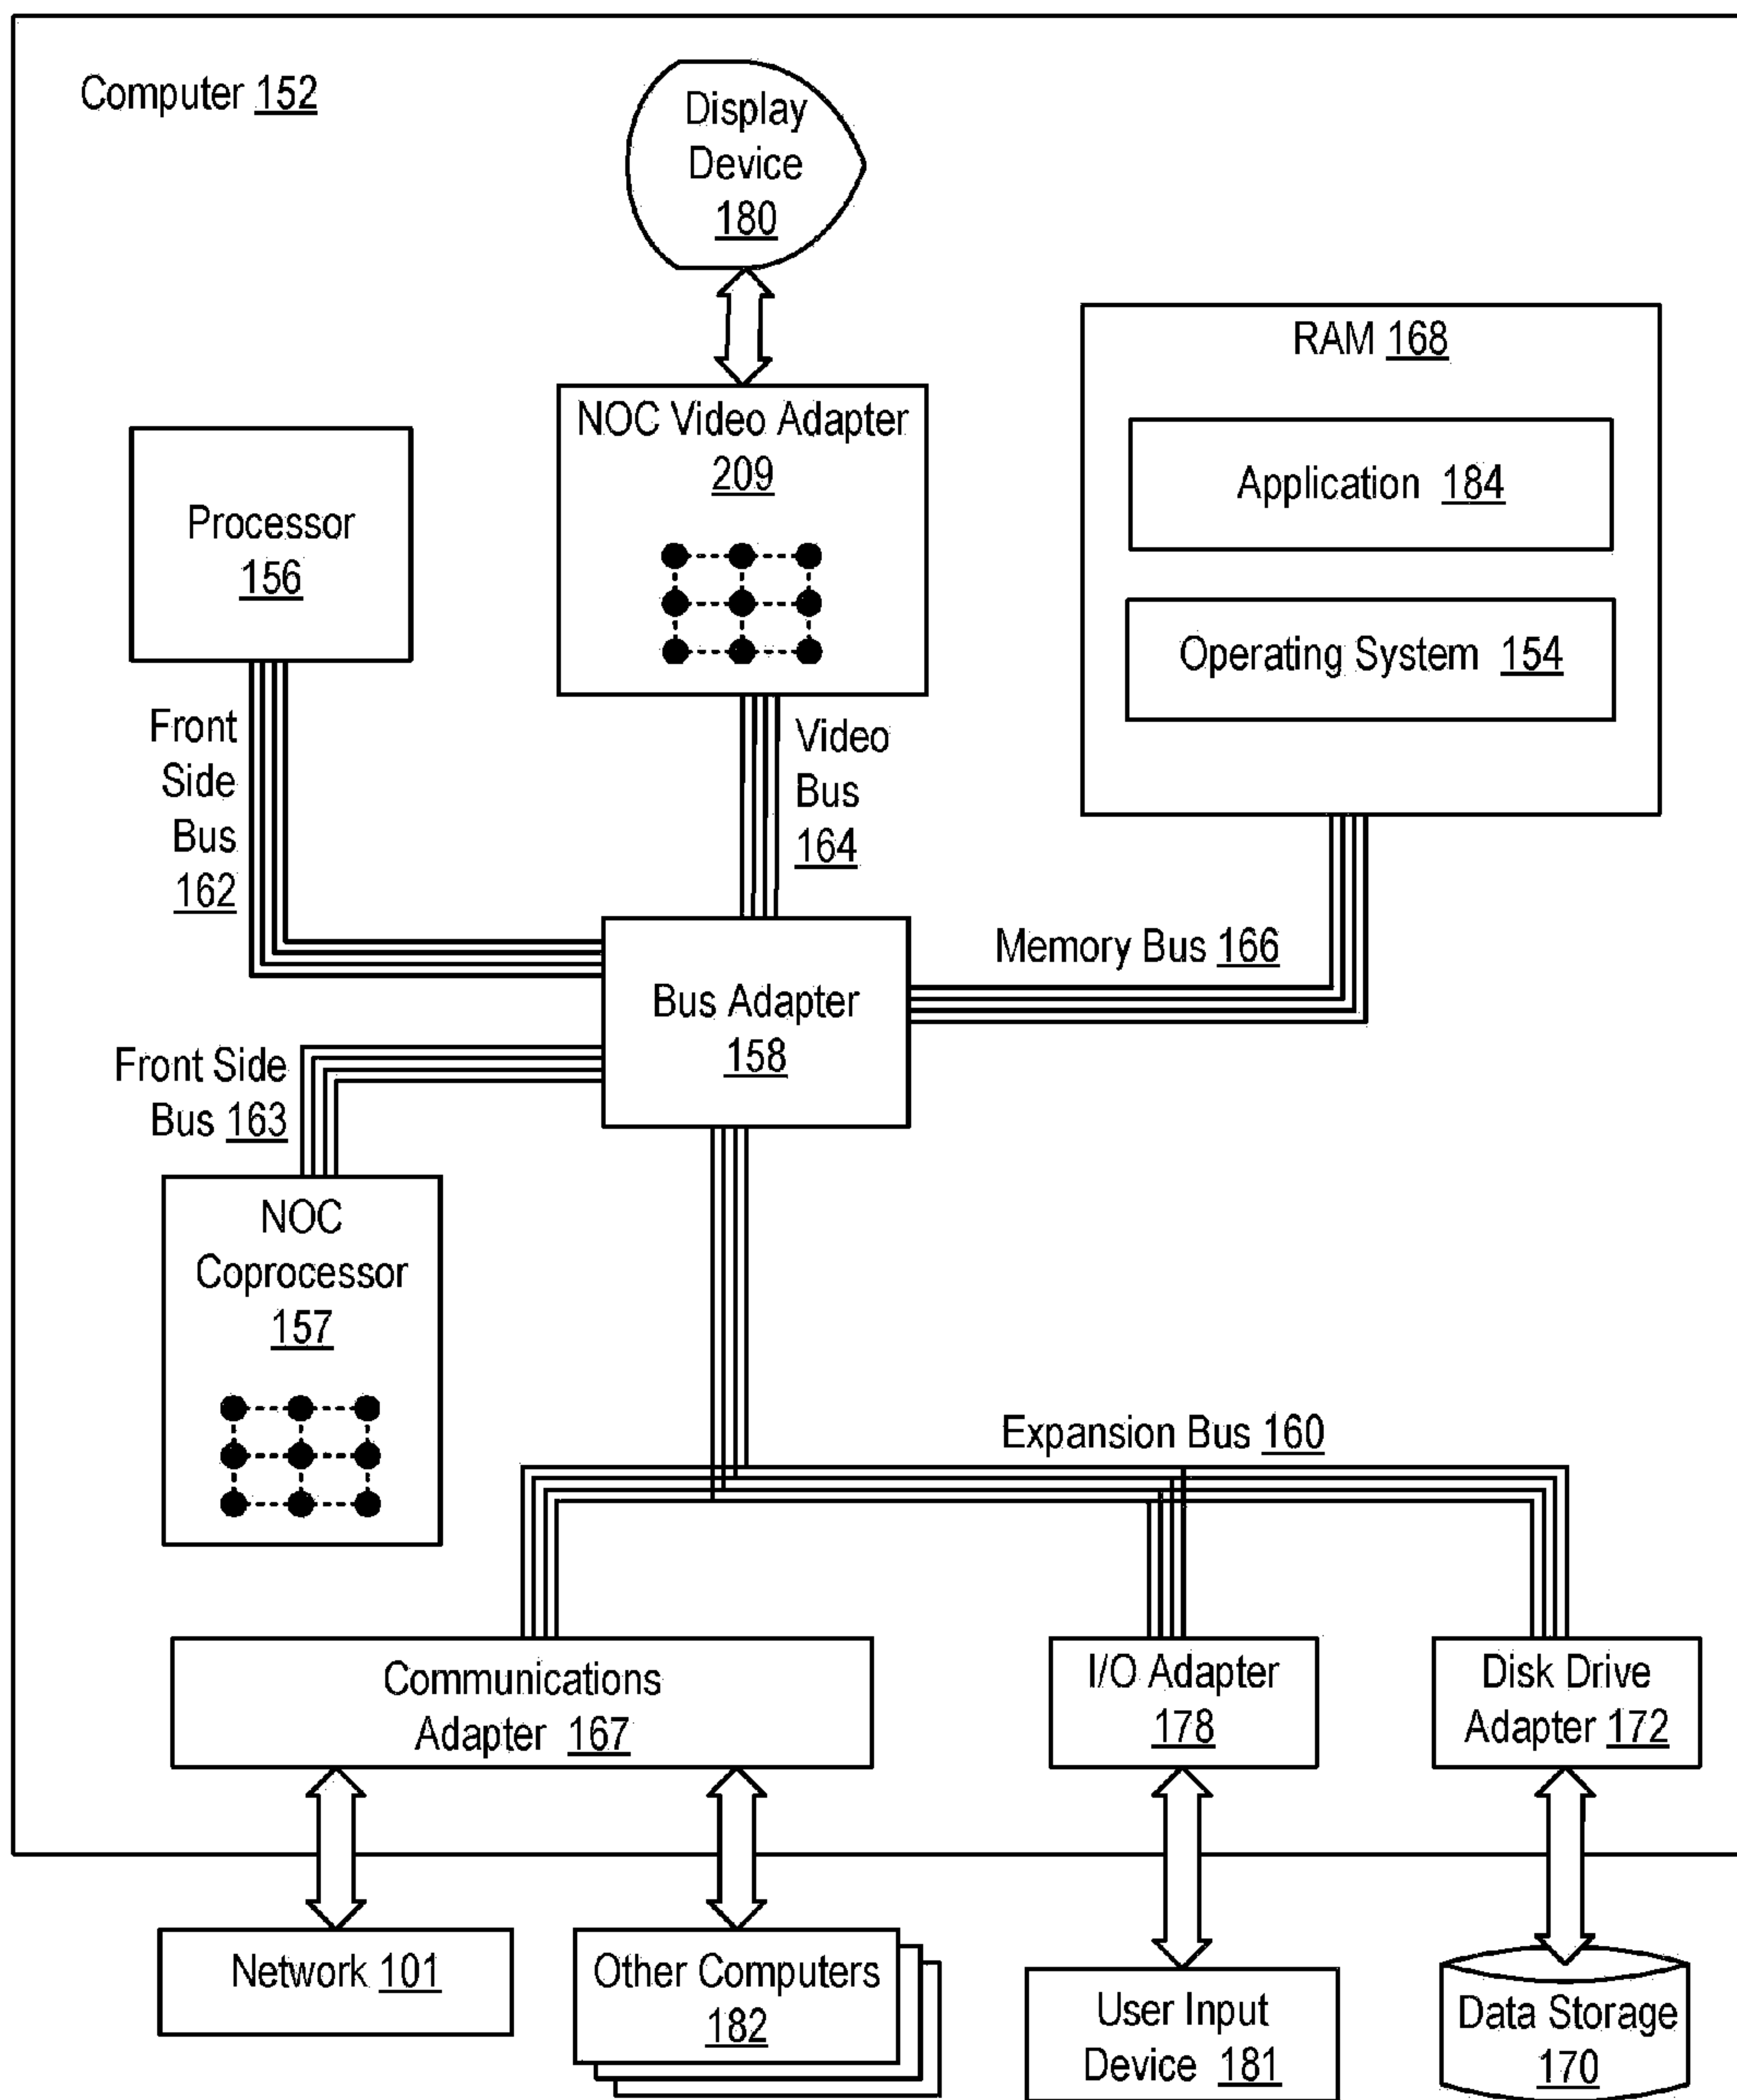 Computer 152
Display
Device
180
NOC Video Adapter
209
RAM 168
Application 184
Operating System 154
Processor
156
Front
Side
Bus
162
Video
Bus
164
Memory Bus 166
Bus Adapter
158
Front Side
Bus 163
NOC
Coprocessor
157
Expansion Bus 160
Communications
Adapter 167
I/O Adapter
178
Disk Drive
Adapter 172
Network 101
Other Computers
182
User Input
Device 181
Data Storage
170